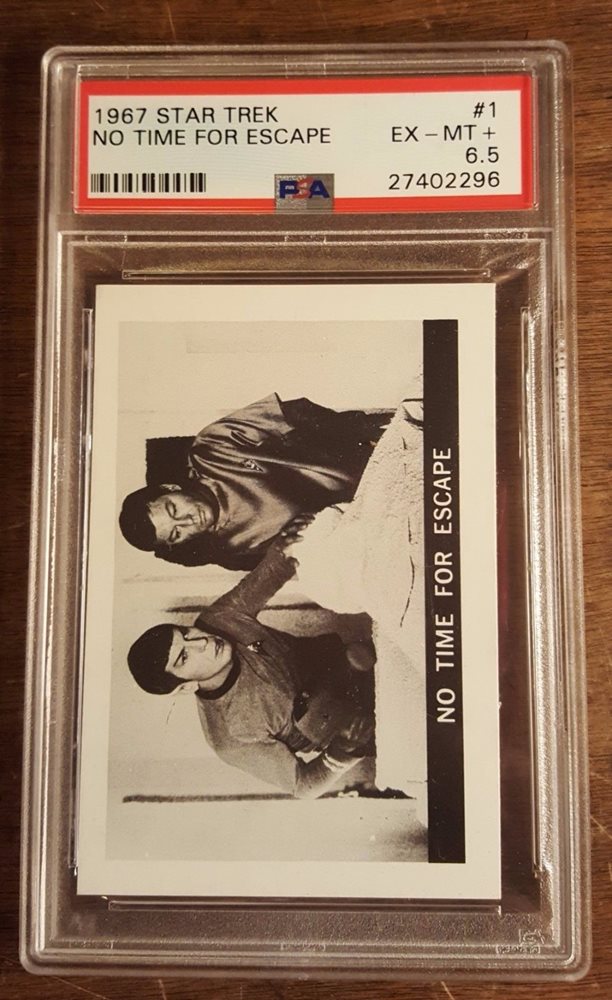 1967 STAR TREK #1
NO TIME FOR ESCAPE EX - MT +
6.5
PSA 27402296
NO TIME FOR ESCAPE